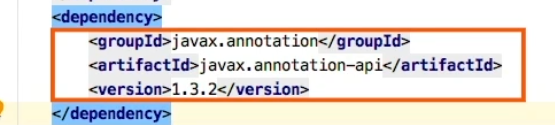 <dependency>
<groupId>javax.annotation</groupId>
<artifactId>javax.annotation-api</artifactId>
<version>1.3.2</version>
</dependency>